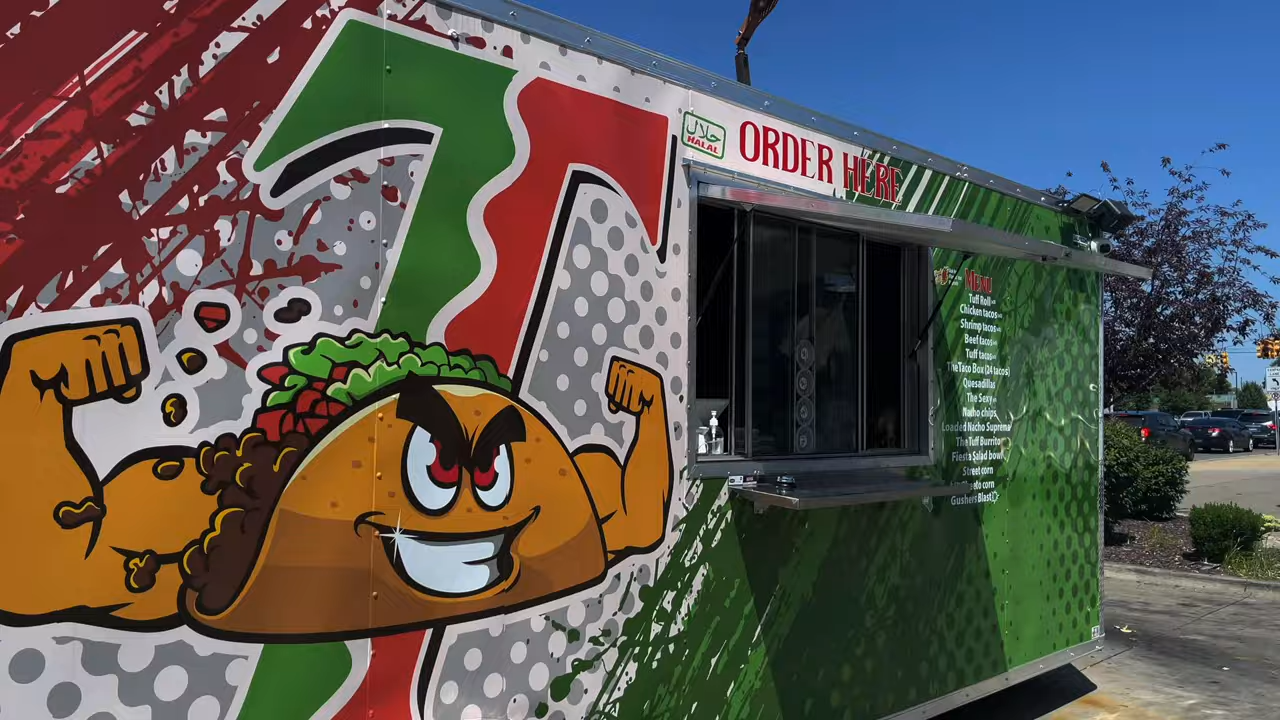 حلال
HALAL
ORDER HERE
MENU
Tuff Roll
Chicken tacos
Shrimp tacos
Beef tacos
Tuff tacos
The Taco Box (24 tacos)
Quesadillas
The Sexy
Nacho chips
Loaded Nacho Supreme
The Tuff Burrito
Fiesta Salad bowl
Street corn
corn
Gushers Blast